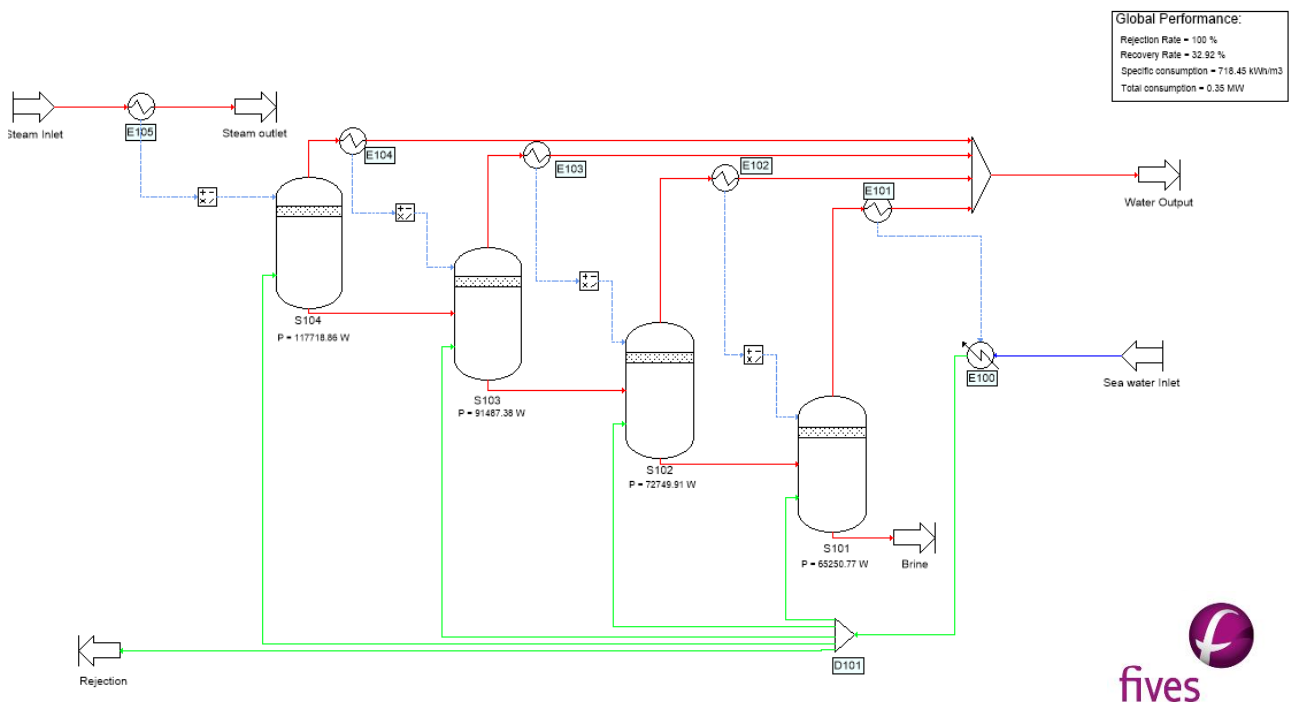 Global Performance:
Rejection Rate = 100 %
Recovery Rate = 32.92 %
Specific consumption = 718.45 kWh/m3
Total consumption = 0.35 MW
Steam Inlet
E105
Steam outlet
E104
E103
E102
E101
Water Output
S104
P = 117718.86 W
S103
P = 91487.38 W
S102
P = 72749.91 W
S101
P = 65250.77 W
E100
Sea water Inlet
Brine
D101
Rejection
fives